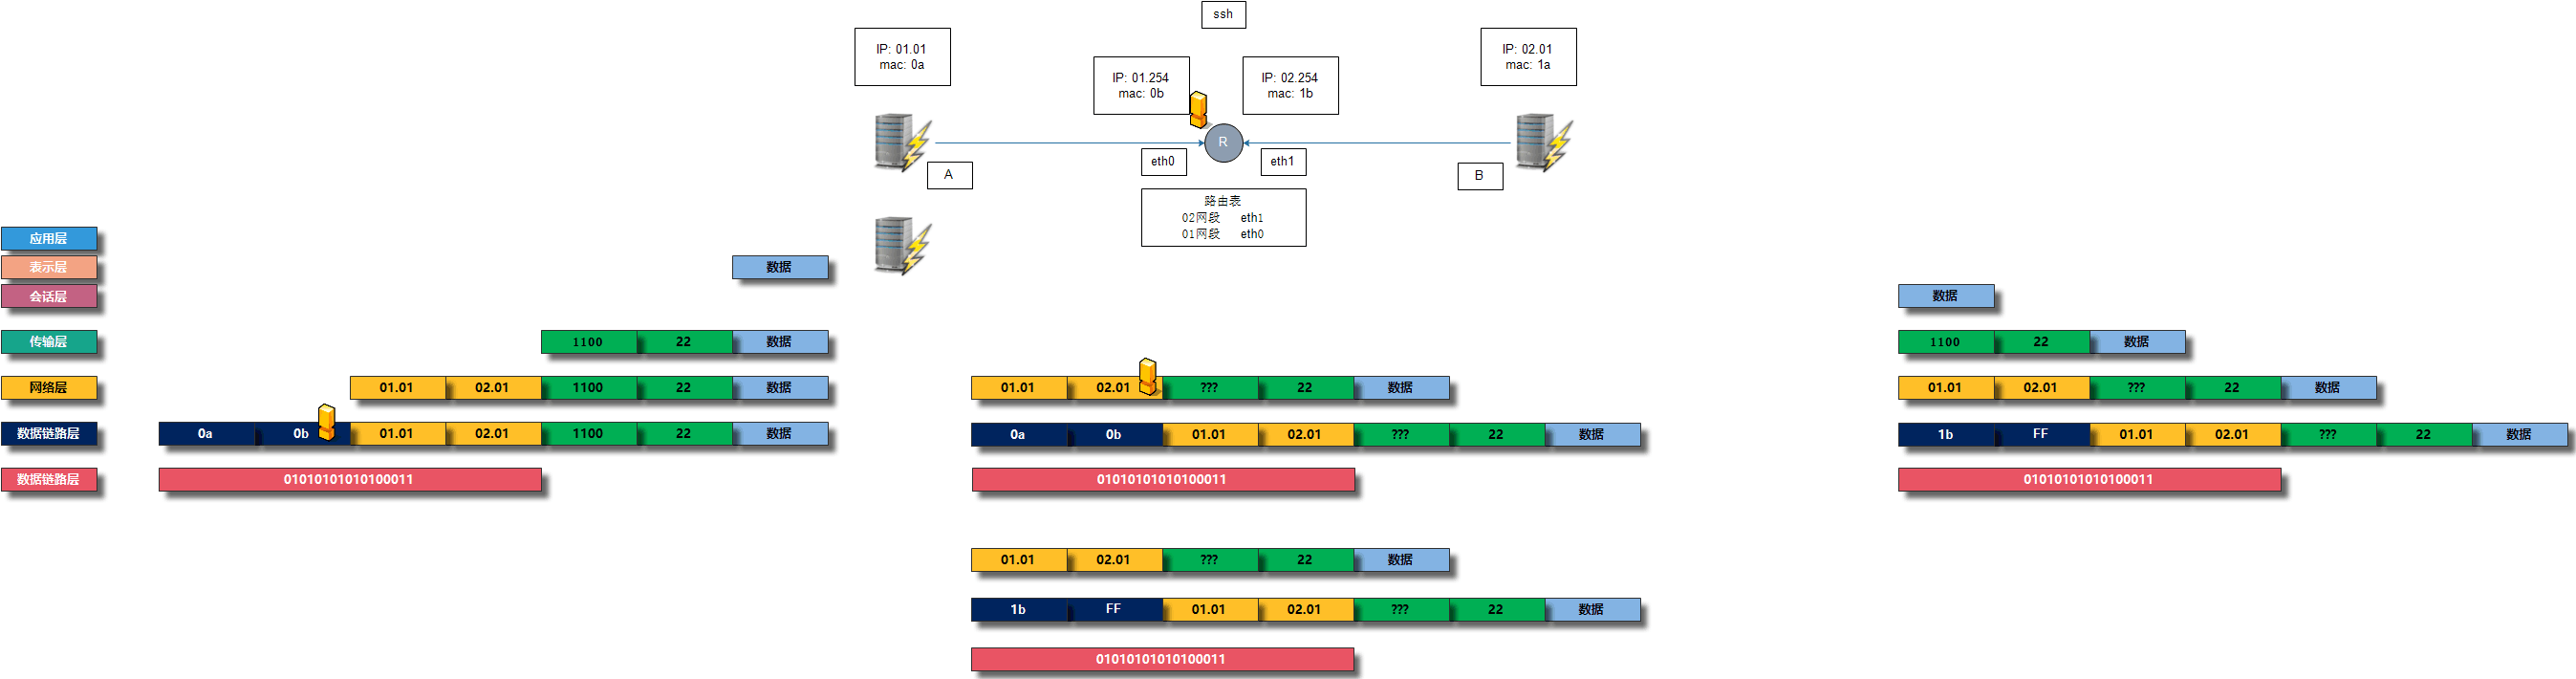 ssh
IP: 01.01
mac: 0a
IP: 02.01
mac: 1a
IP: 01.254
mac: 0b
IP: 02.254
mac: 1b
R
eth0
eth1
A
B
路由表
02网段 eth1
01网段 eth0
应用层
表示层
数据
会话层
数据
传输层
1100 22 数据
1100 22 数据
网络层
01.01 02.01 1100 22 数据
01.01 02.01 ??? 22 数据
01.01 02.01 ??? 22 数据
数据链路层
0a 0b 01.01 02.01 1100 22 数据
0a 0b 01.01 02.01 ??? 22 数据
1b FF 01.01 02.01 ??? 22 数据
数据链路层
01010101010100011
01010101010100011
01010101010100011
01.01 02.01 ??? 22 数据
1b FF 01.01 02.01 ??? 22 数据
01010101010100011